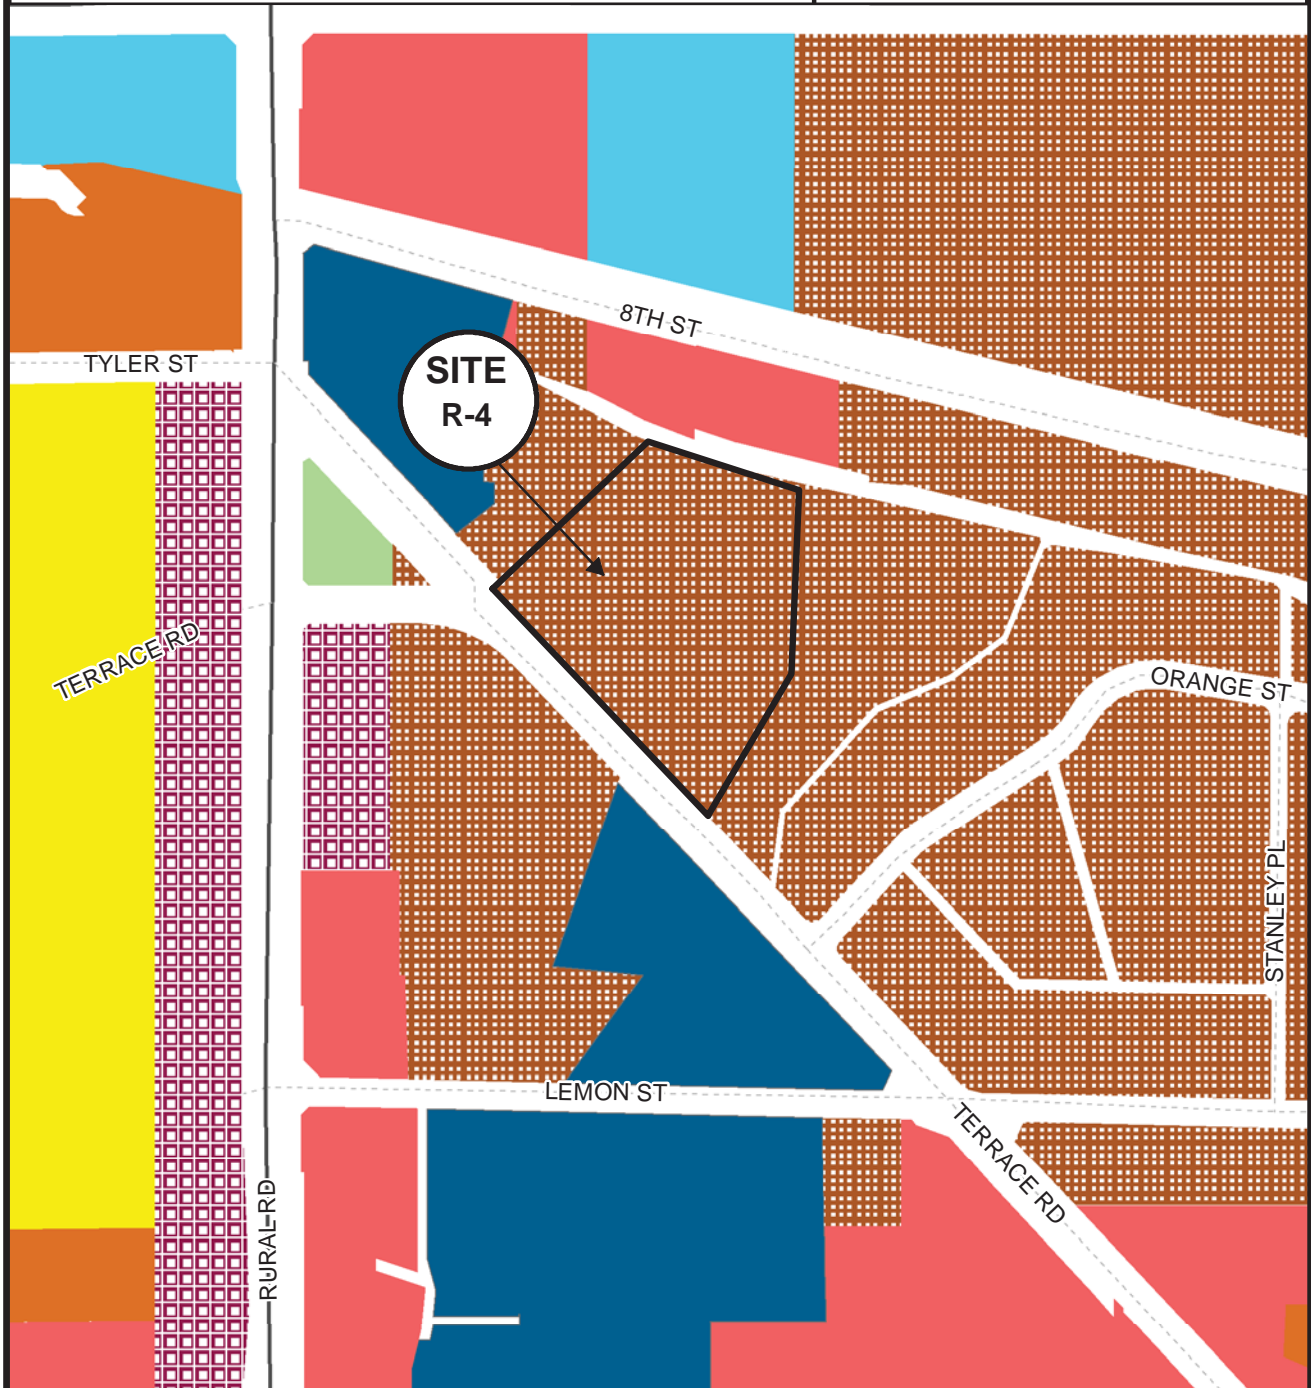 8TH ST
SITE
R-4
TYLER ST
TERRACE RD
ORANGE ST
STANLEY PL
LEMON ST
TERRACE RD
RURAL RD